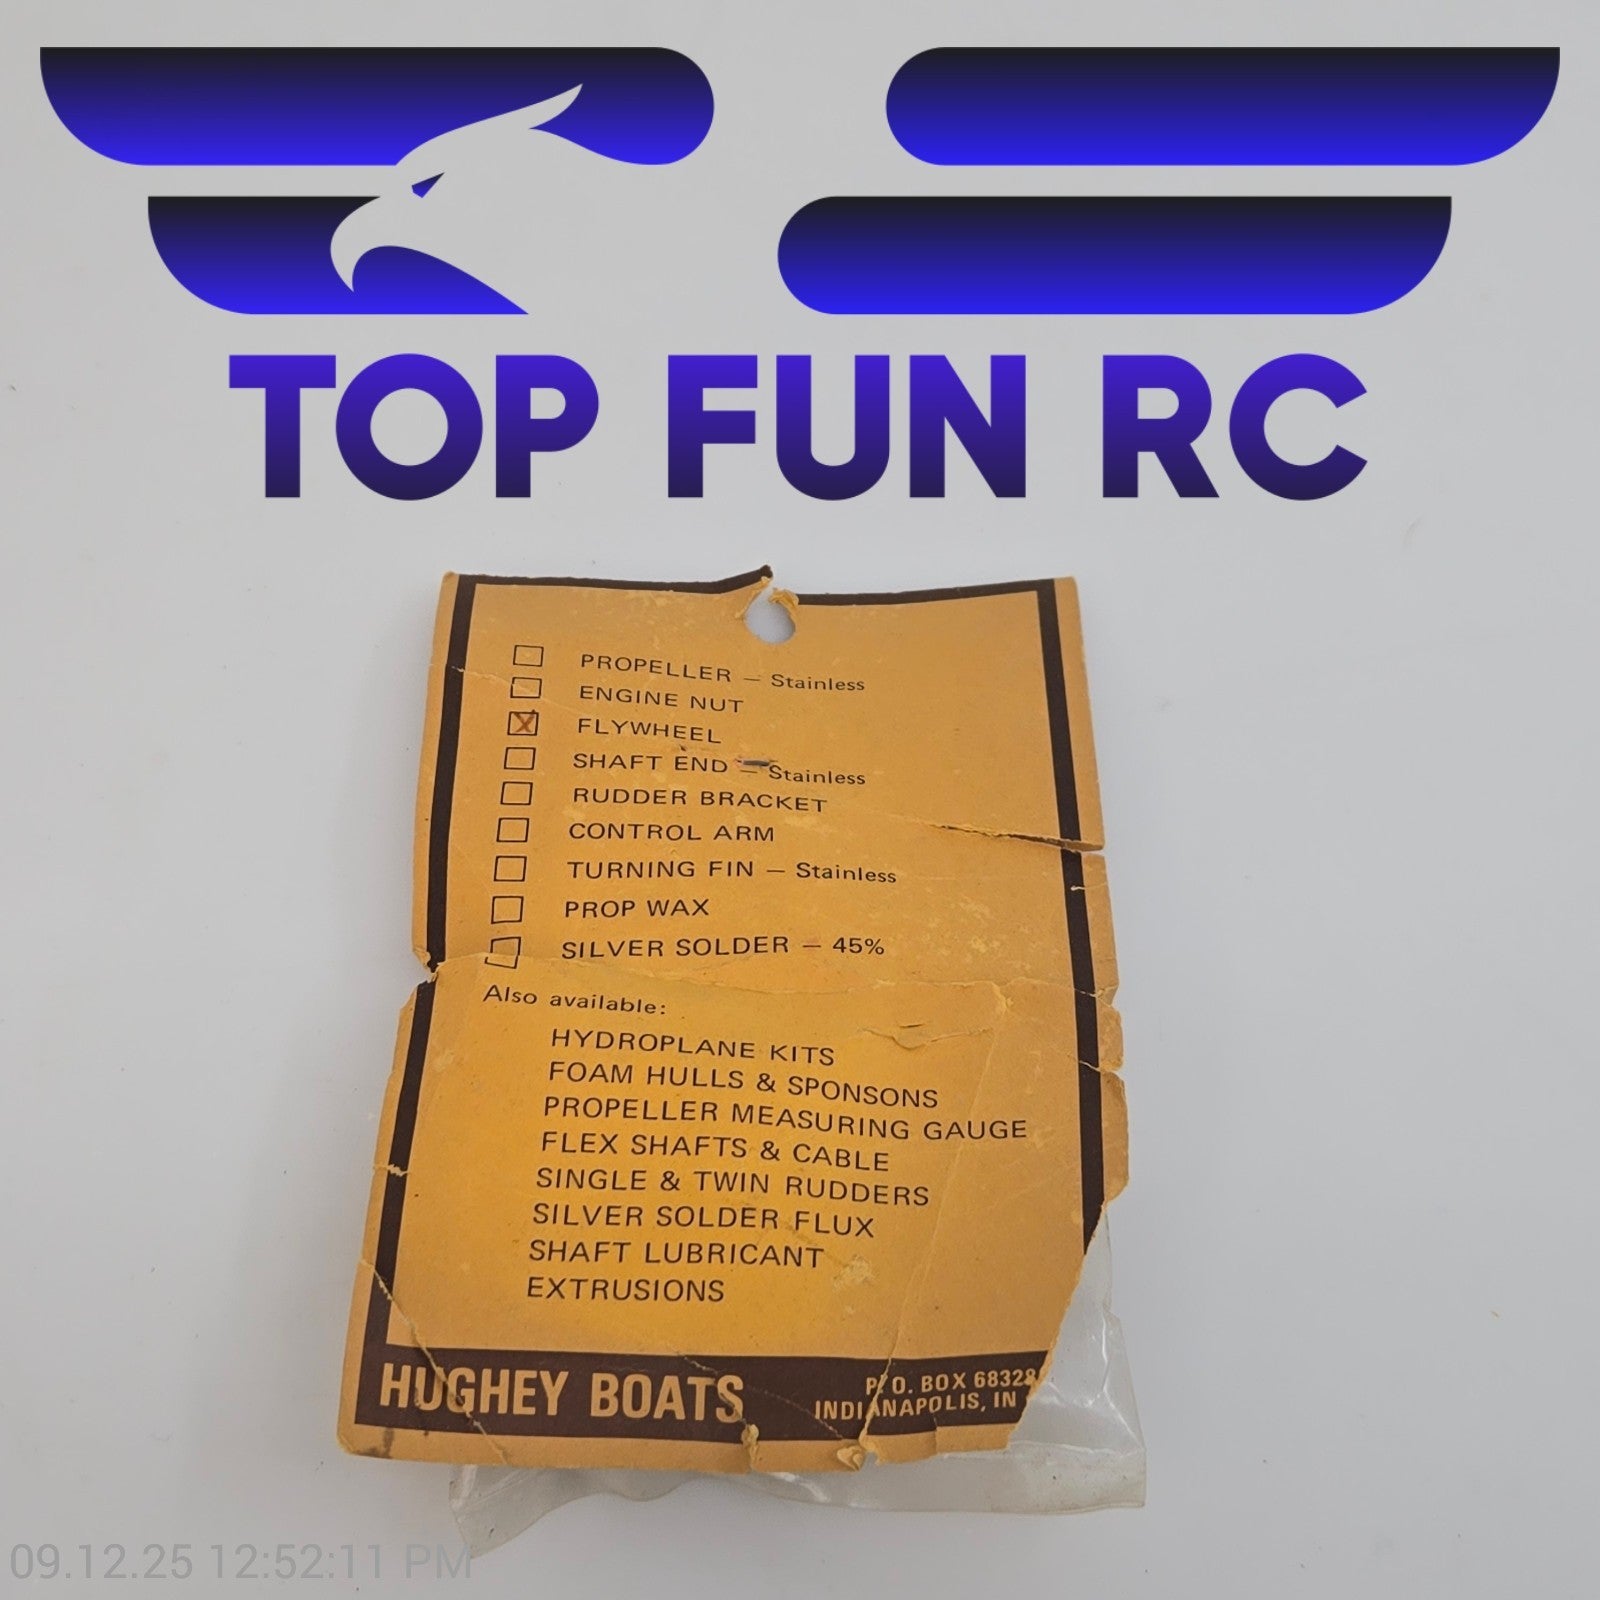 TOP FUN RC
PROPELLER — Stainless
ENGINE NUT
X FLYWHEEL
SHAFT END — Stainless
RUDDER BRACKET
CONTROL ARM
TURNING FIN — Stainless
PROP WAX
SILVER SOLDER — 45%
Also available:
HYDROPLANE KITS
FOAM HULLS & SPONSONS
PROPELLER MEASURING GAUGE
FLEX SHAFTS & CABLE
SINGLE & TWIN RUDDERS
SILVER SOLDER FLUX
SHAFT LUBRICANT
EXTRUSIONS
HUGHEY BOATS
P.O. BOX
INDIANAPOLIS, IN
09.12.25 12:52:11 PM